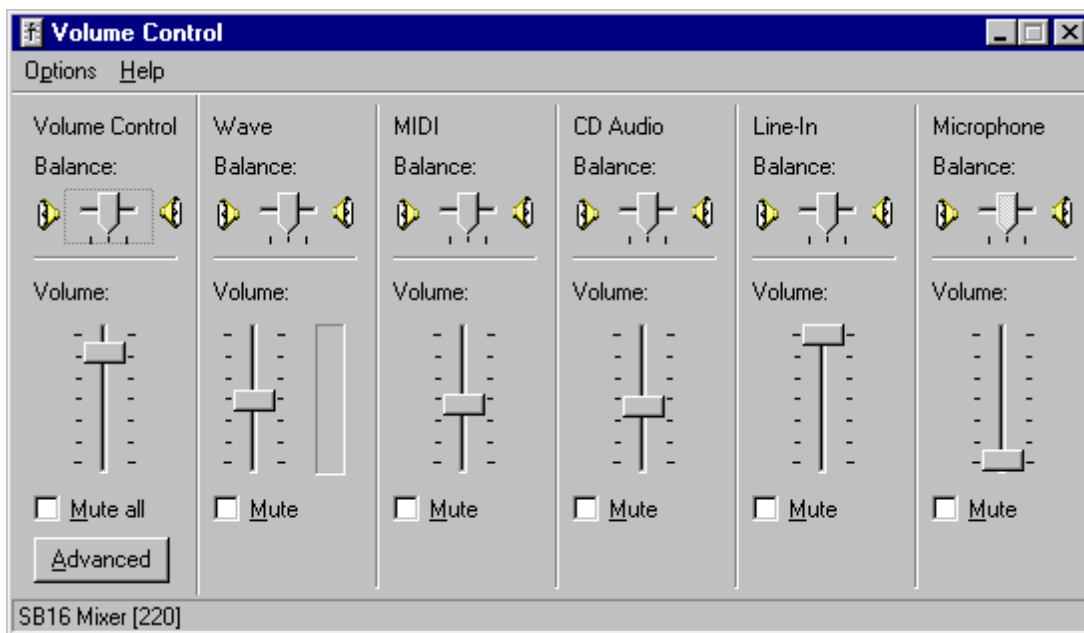 Volume Control
Options Help
Volume Control Wave MIDI CD Audio Line-In Microphone
Balance: Balance: Balance: Balance: Balance: Balance:
Volume: Volume: Volume: Volume: Volume: Volume:
Mute all Mute Mute Mute Mute Mute
Advanced
SB16 Mixer [220]